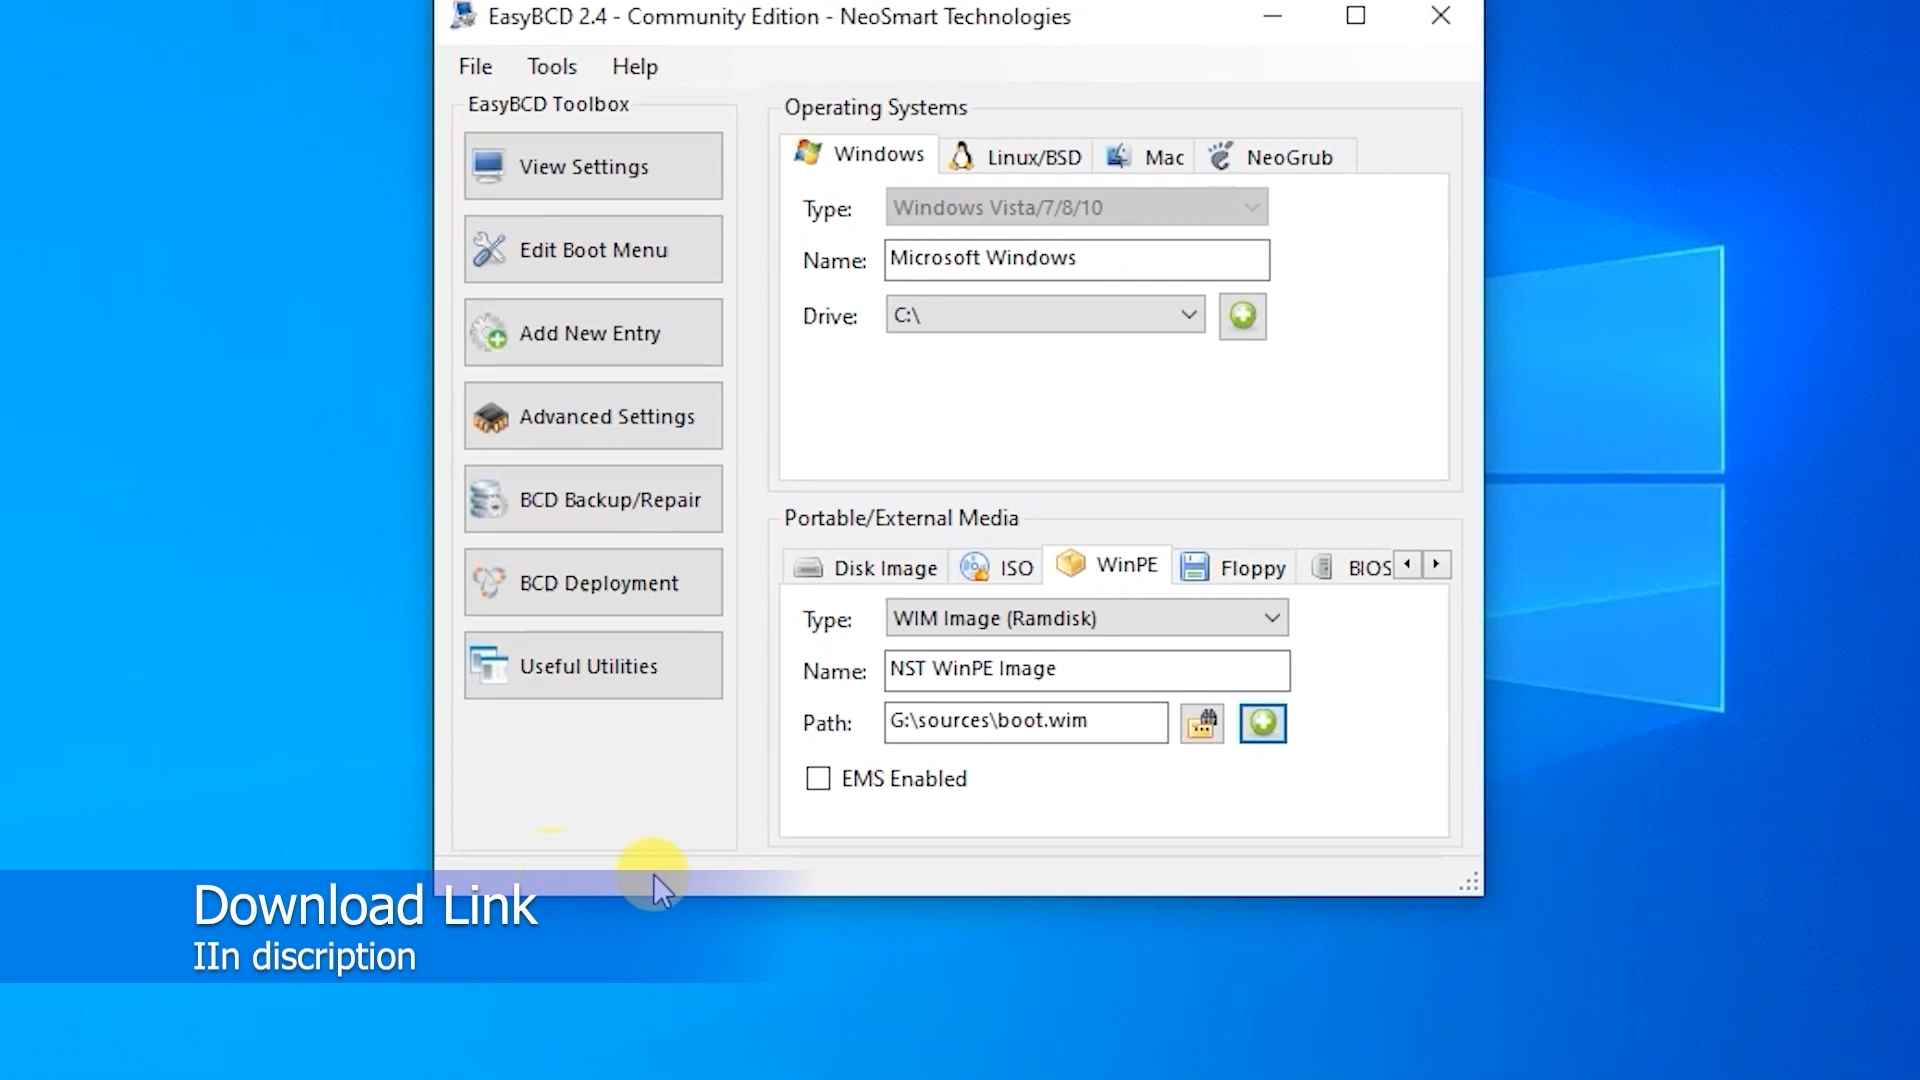 EasyBCD 2.4 - Community Edition - NeoSmart Technologies
File Tools Help
EasyBCD Toolbox
View Settings
Edit Boot Menu
Add New Entry
Advanced Settings
BCD Backup/Repair
BCD Deployment
Useful Utilities
Operating Systems
Windows Linux/BSD Mac NeoGrub
Type: Windows Vista/7/8/10
Name: Microsoft Windows
Drive: C:\
Portable/External Media
Disk Image ISO WinPE Floppy BIOS
Type: WIM Image (Ramdisk)
Name: NST WinPE Image
Path: G:\sources\boot.wim
EMS Enabled
Download Link
IIn discription